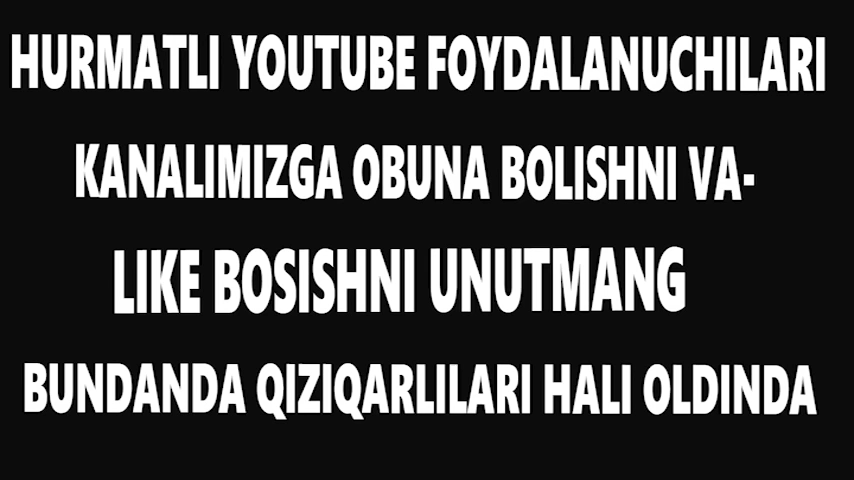 HURMATLI YOUTUBE FOYDALANUCHILARI
KANALIMIZGA OBUNA BOLISHNI VA-
LIKE BOSISHNI UNUTMANG
BUNDANDA QIZIQARLILARI HALI OLDINDA